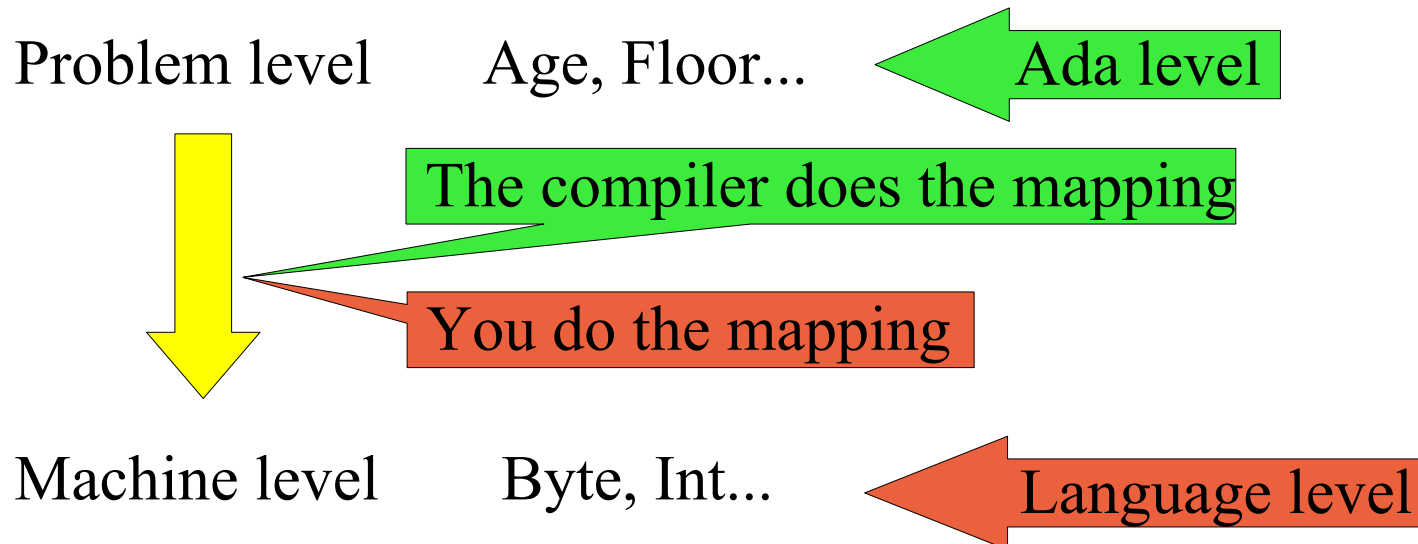 Problem level Age, Floor... Ada level
The compiler does the mapping
You do the mapping
Machine level Byte, Int... Language level